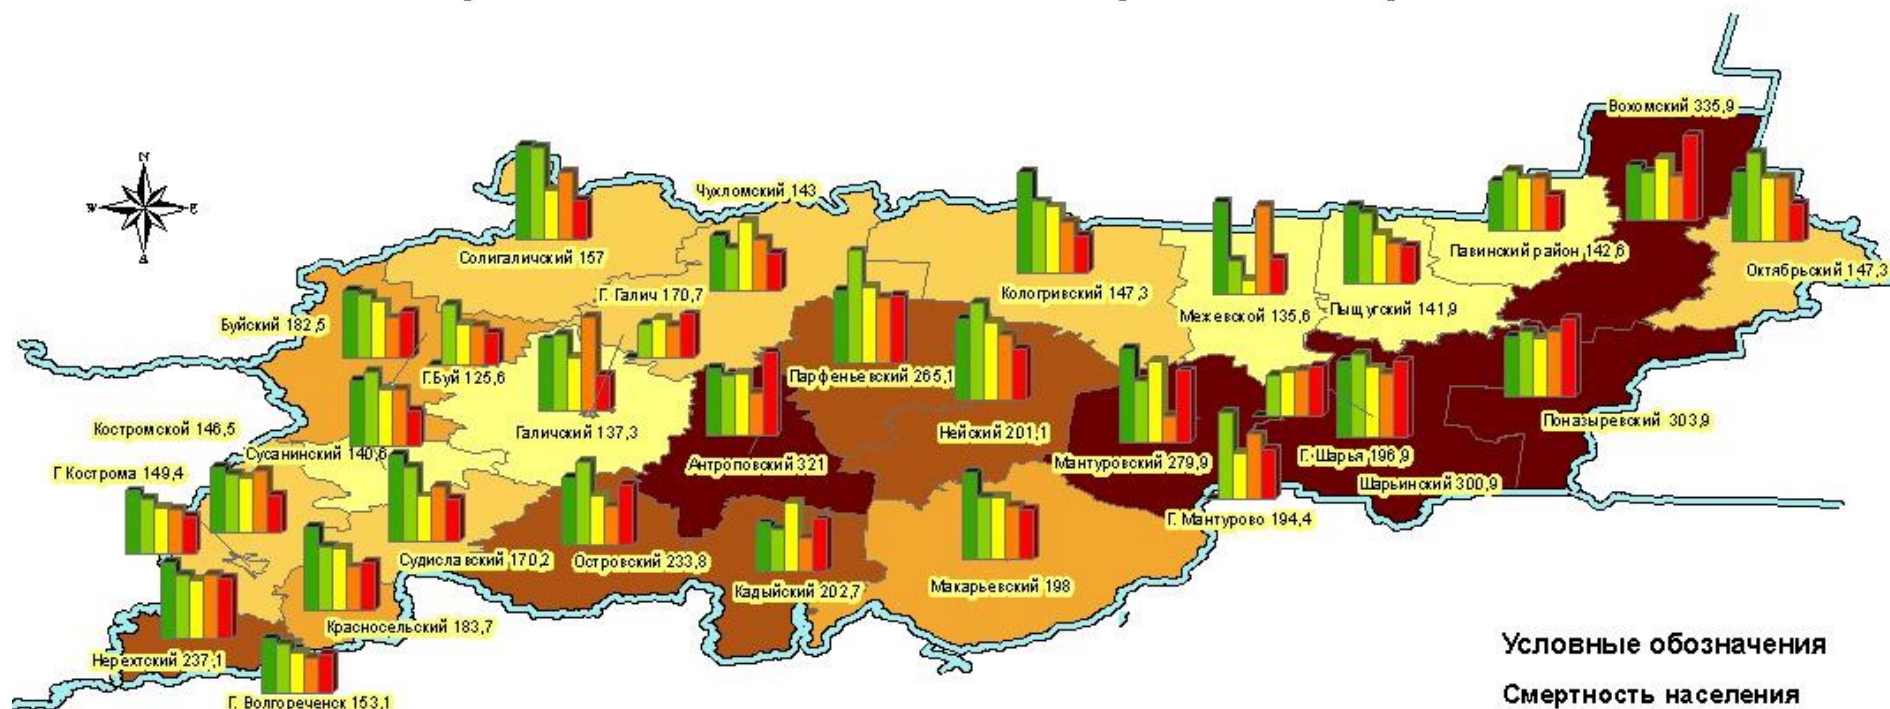 Вохомский 335,9
N
W
E
S
Чухломский 143
Солигаличский 157
Павинский район 142,6
Октябрьский 147,3
Г. Галич 170,7
Кологривский 147,3
Межевской 135,6
Пыщугский 141,9
Буйский 182,5
Г.Буй 125,6
Парфеньевский 265,1
Поназыревский 303,9
Костромской 146,5
Сусанинский 140,6
Галичский 137,3
Антроповский 321
Нейский 201,1
Мантуровский 279,9
Г. Шарья 196,9
Шарьинский 300,9
Г Кострома 149,4
Г. Мантурово 194,4
Судиславский 170,2
Островский 233,8
Кадыйский 202,7
Макарьевский 198
Красносельский 183,7
Нерехтский 237,1
Г. Волгореченск 153,1
Условные обозначения
Смертность населения